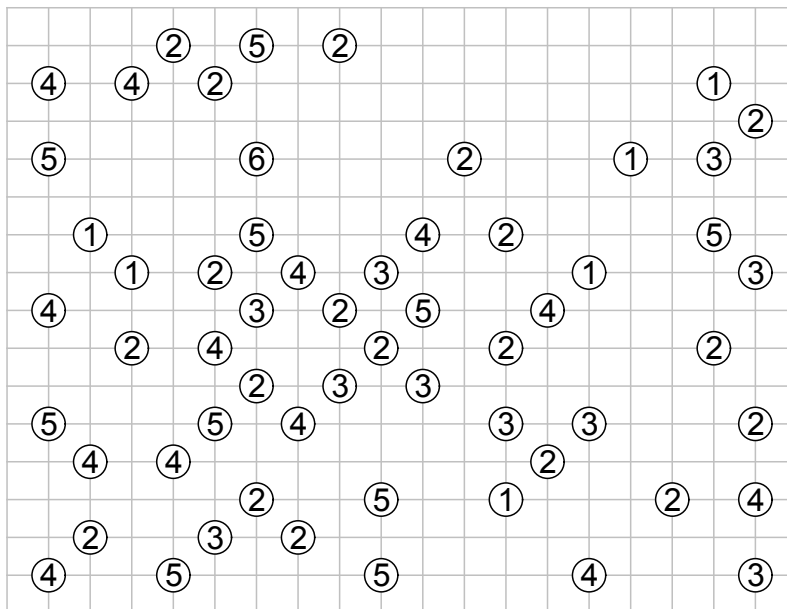 2 5 2
4 4 2 1
2
5 6 2 1 3
1 5 4 2 5
1 2 4 3 1 3
4 3 2 5 4
2 4 2 2 2
2 3 3
5 5 4 3 3 2
4 4 2
2 5 1 2 4
2 3 2
4 5 5 4 3